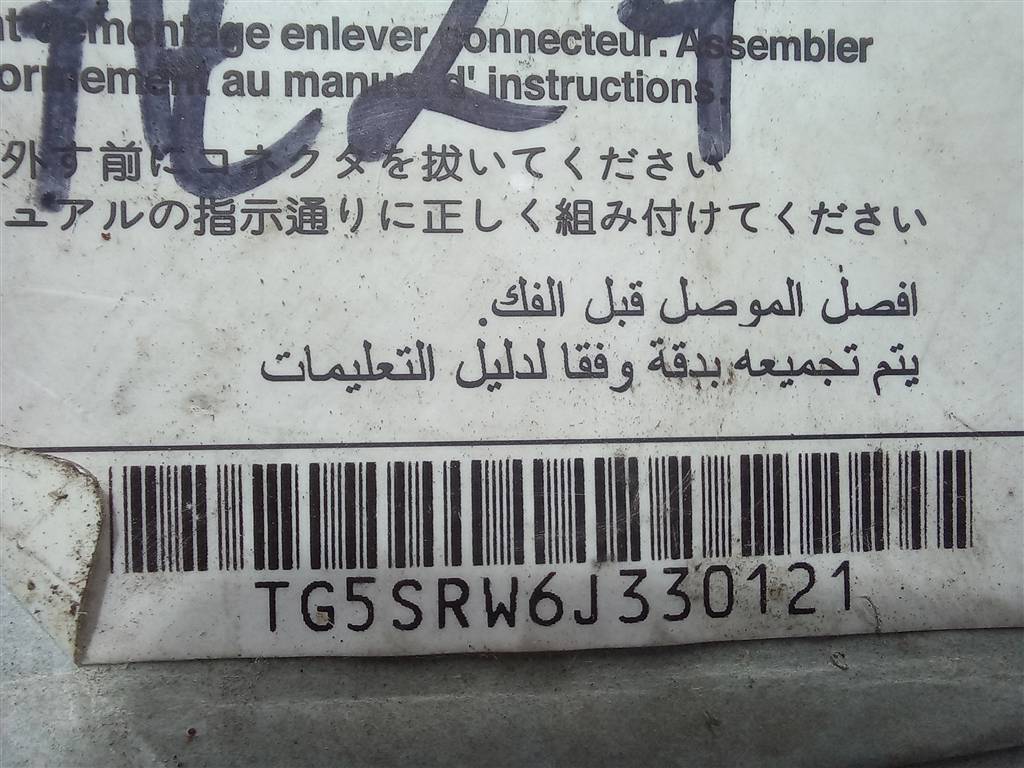 démontage enlever connecteur. Assembler
au manuel d' instructions.
外す前にコネクタを抜いてください
ュアルの指示通りに正しく組み付けてください
افصل الموصل قبل الفك.
يتم تجميعه بدقة وفقا لدليل التعليمات
TG5SRW6J330121